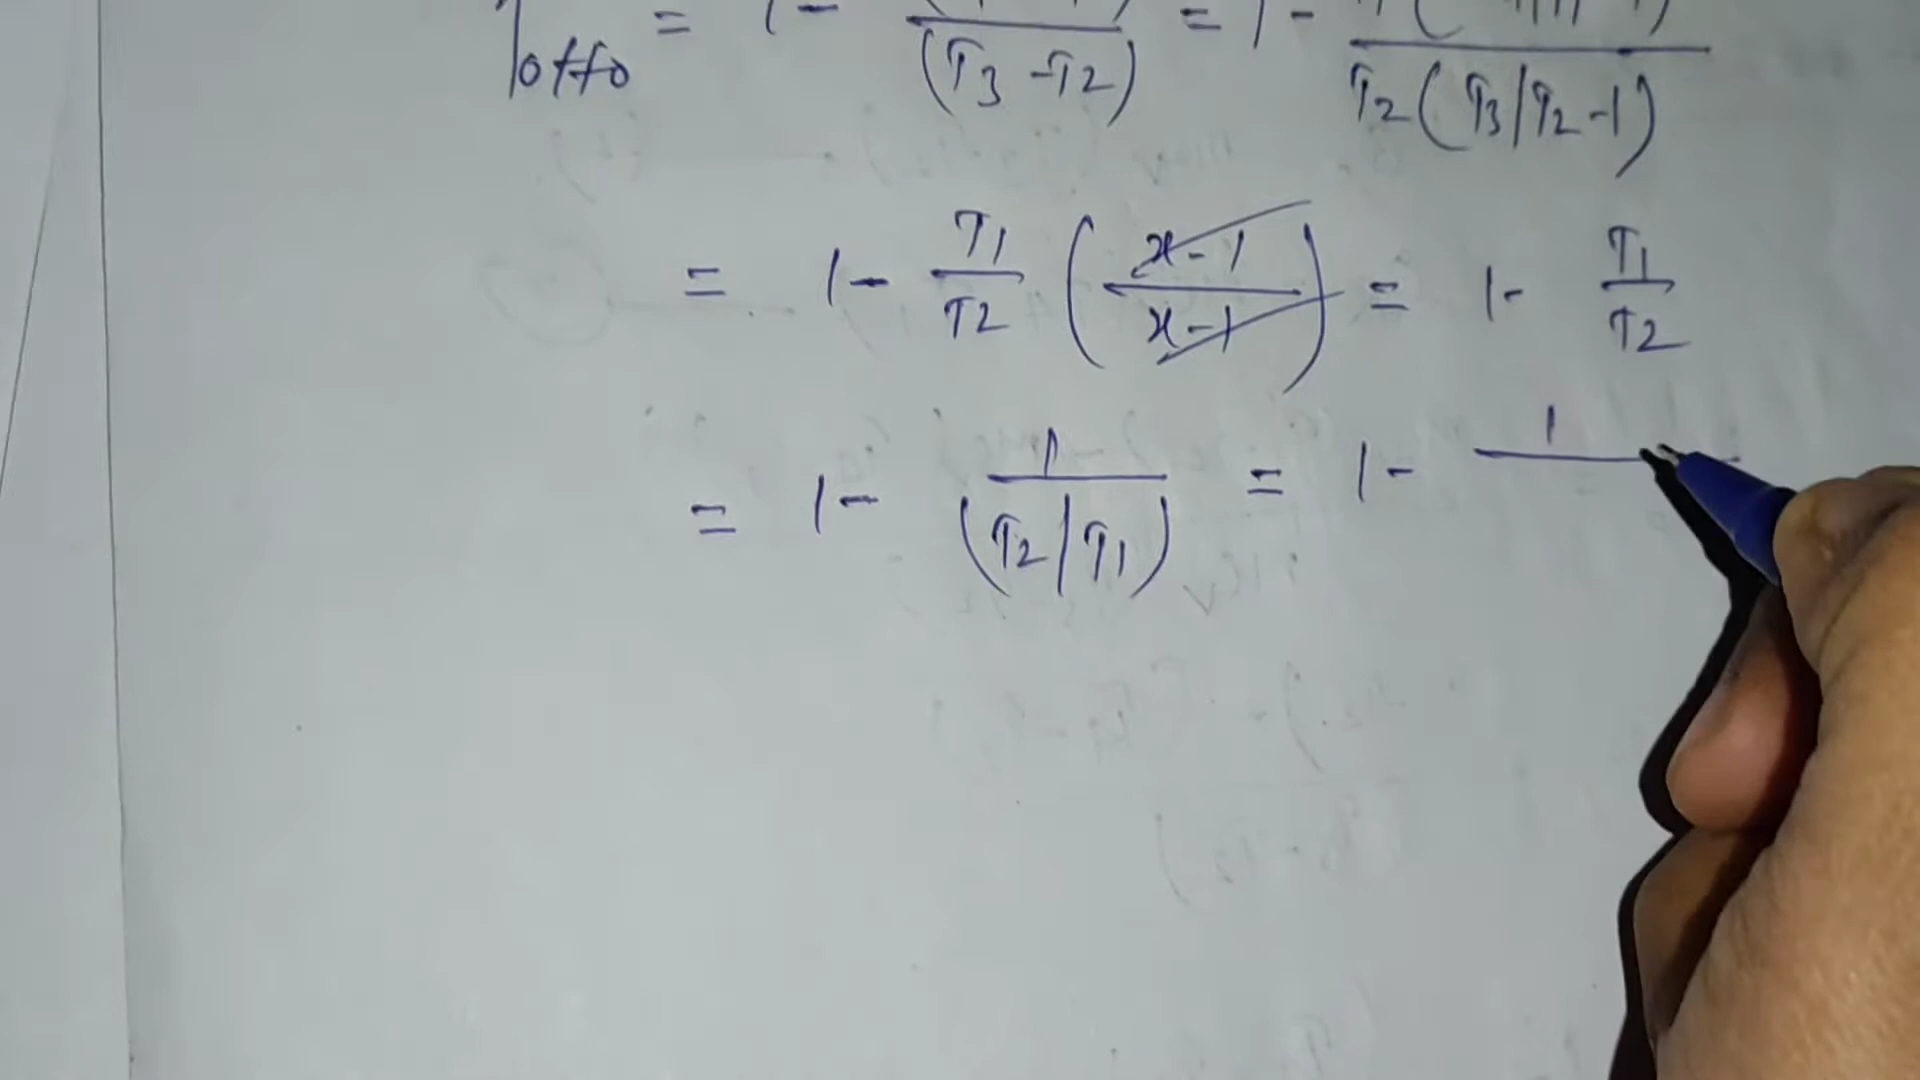 η otto = 1 - / (T3 - T2) = 1 - / T2 (T3/T2 - 1)
= 1 - T1/T2 (x-1/x-1) = 1 - T1/T2
= 1 - 1/(T2/T1) = 1 - 1/